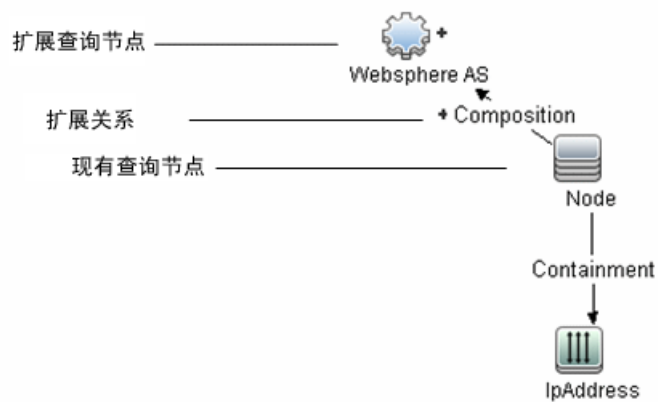 扩展查询节点
+
Websphere AS
扩展关系
+ Composition
现有查询节点
Node
Containment
IpAddress